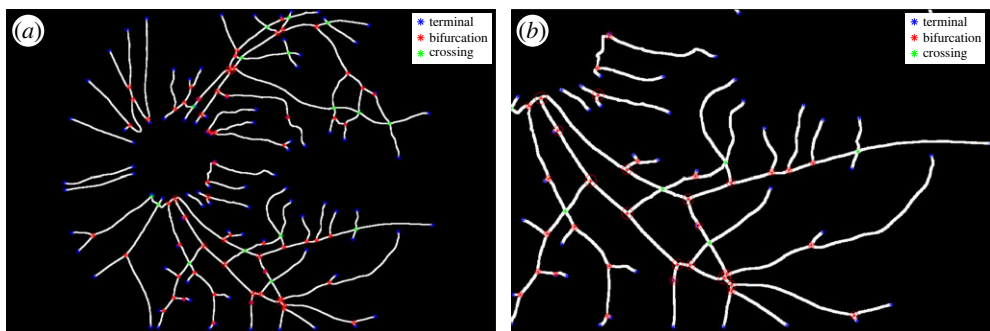 (a)
terminal
bifurcation
crossing
(b)
terminal
bifurcation
crossing